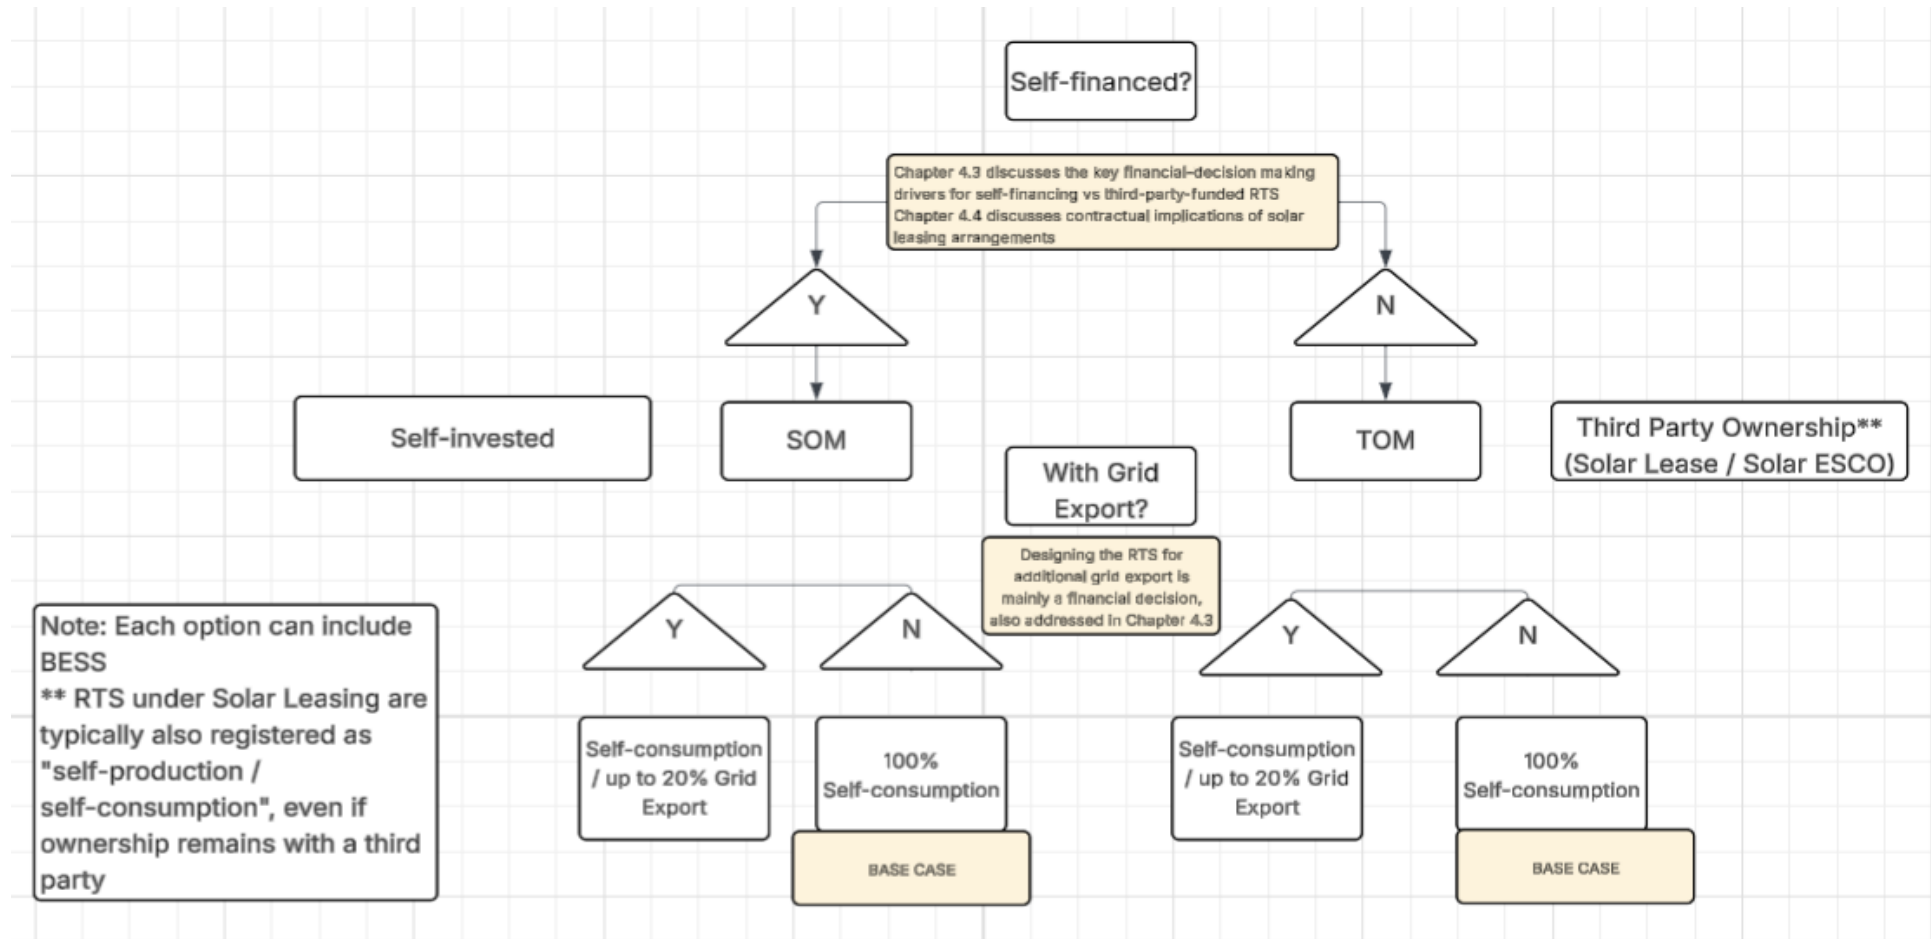 Self-financed?
Chapter 4.3 discusses the key financial-decision making
drivers for self-financing vs third-party-funded RTS
Chapter 4.4 discusses contractual implications of solar
leasing arrangements
Y
N
Self-invested
SOM
TOM
Third Party Ownership**
(Solar Lease / Solar ESCO)
With Grid
Export?
Designing the RTS for
additional grid export is
mainly a financial decision,
also addressed in Chapter 4.3
Y
N
Y
N
Note: Each option can include
BESS
** RTS under Solar Leasing are
typically also registered as
"self-production /
self-consumption", even if
ownership remains with a third
party
Self-consumption
/ up to 20% Grid
Export
100%
Self-consumption
BASE CASE
Self-consumption
/ up to 20% Grid
Export
100%
Self-consumption
BASE CASE